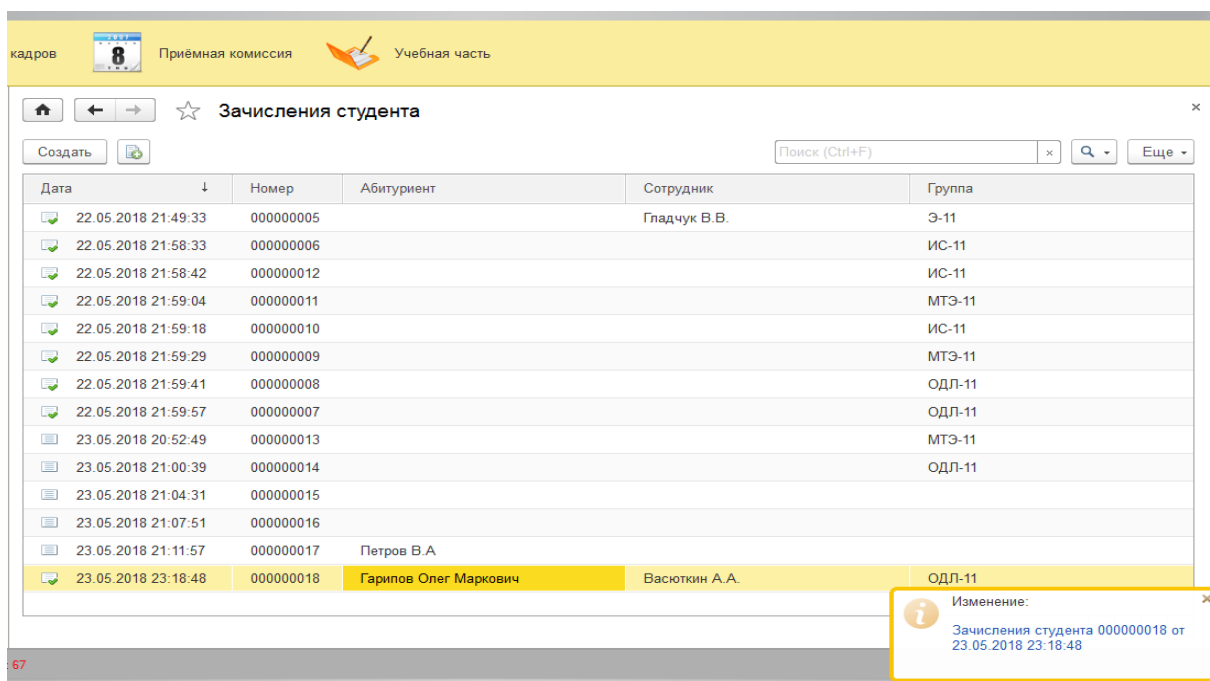 кадров 2007 8 Приёмная комиссия Учебная часть
Зачисления студента
Создать Поиск (Ctrl+F) Еще
Дата Номер Абитуриент Сотрудник Группа
22.05.2018 21:49:33 000000005 Гладчук В.В. Э-11
22.05.2018 21:58:33 000000006 ИС-11
22.05.2018 21:58:42 000000012 ИС-11
22.05.2018 21:59:04 000000011 МТЭ-11
22.05.2018 21:59:18 000000010 ИС-11
22.05.2018 21:59:29 000000009 МТЭ-11
22.05.2018 21:59:41 000000008 ОДЛ-11
22.05.2018 21:59:57 000000007 ОДЛ-11
23.05.2018 20:52:49 000000013 МТЭ-11
23.05.2018 21:00:39 000000014 ОДЛ-11
23.05.2018 21:04:31 000000015
23.05.2018 21:07:51 000000016
23.05.2018 21:11:57 000000017 Петров В.А
23.05.2018 23:18:48 000000018 Гарипов Олег Маркович Васюткин А.А. ОДЛ-11
Изменение:
Зачисления студента 000000018 от
23.05.2018 23:18:48
: 67